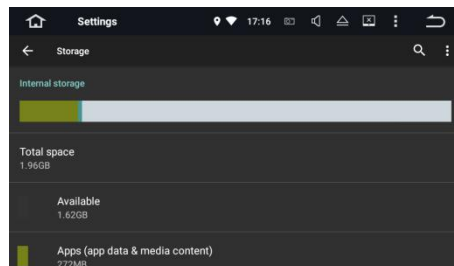 Settings 17:16
Storage
Internal storage
Total space
1.96GB
Available
1.62GB
Apps (app data & media content)
272MB